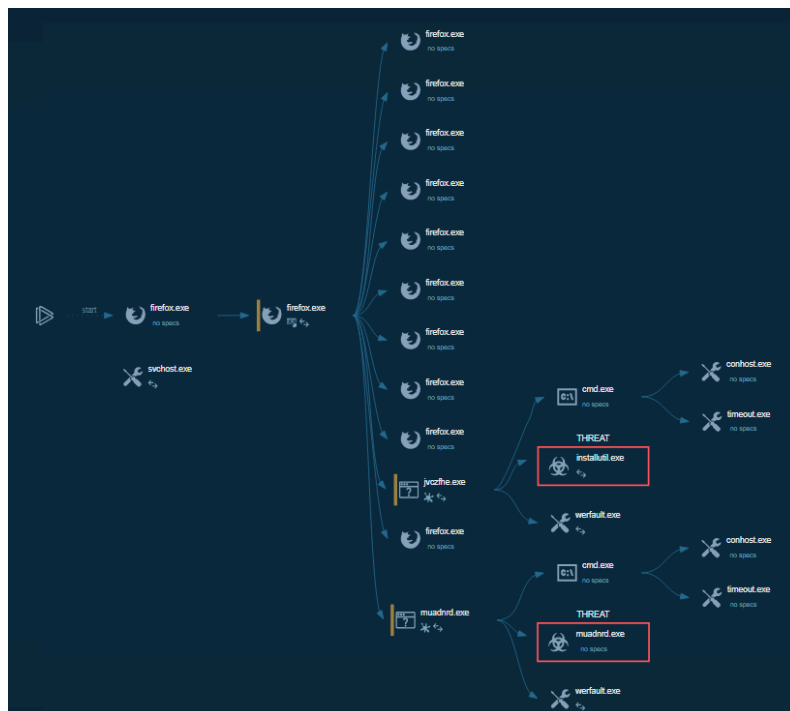 firefox.exe
no specs
firefox.exe
no specs
firefox.exe
no specs
firefox.exe
no specs
firefox.exe
no specs
firefox.exe
no specs
start
firefox.exe
no specs
firefox.exe
firefox.exe
no specs
svchost.exe
firefox.exe
no specs
firefox.exe
no specs
jvczfhe.exe
firefox.exe
no specs
muadnrd.exe
C:\
cmd.exe
no specs
conhost.exe
no specs
timeout.exe
no specs
THREAT
installutil.exe
werfault.exe
C:\
cmd.exe
no specs
conhost.exe
no specs
timeout.exe
no specs
THREAT
muadnrd.exe
no specs
werfault.exe